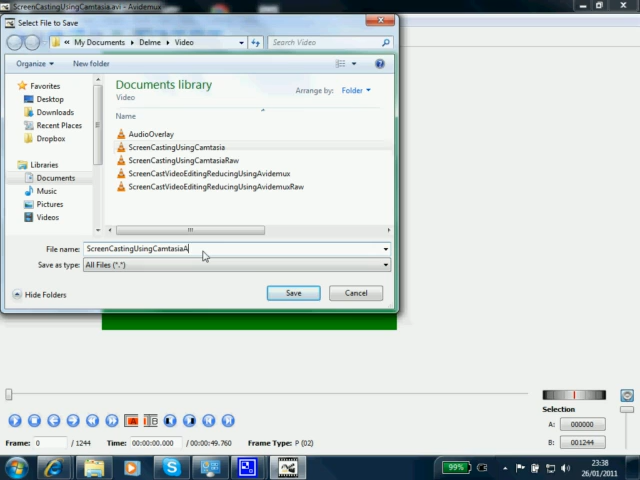 ScreenCastingUsingCamtasia.avi - Avidemux
Select File to Save
« My Documents ▸ Delme ▸ Video
Search Video
Organize
New folder
Favorites
Desktop
Downloads
Recent Places
Dropbox
Libraries
Documents
Music
Pictures
Videos
Documents library
Video
Arrange by: Folder
Name
AudioOverlay
ScreenCastingUsingCamtasia
ScreenCastingUsingCamtasiaRaw
ScreenCastVideoEditingReducingUsingAvidemux
ScreenCastVideoEditingReducingUsingAvidemuxRaw
File name: ScreenCastingUsingCamtasiaA
Save as type: All Files (*.*)
Hide Folders
Save
Cancel
Selection
A: 000000
B: 001244
Frame: 0 / 1244 Time: 00:00:00.000 / 00:00:49.760 Frame Type: P (02)
99%
23:38
26/01/2011